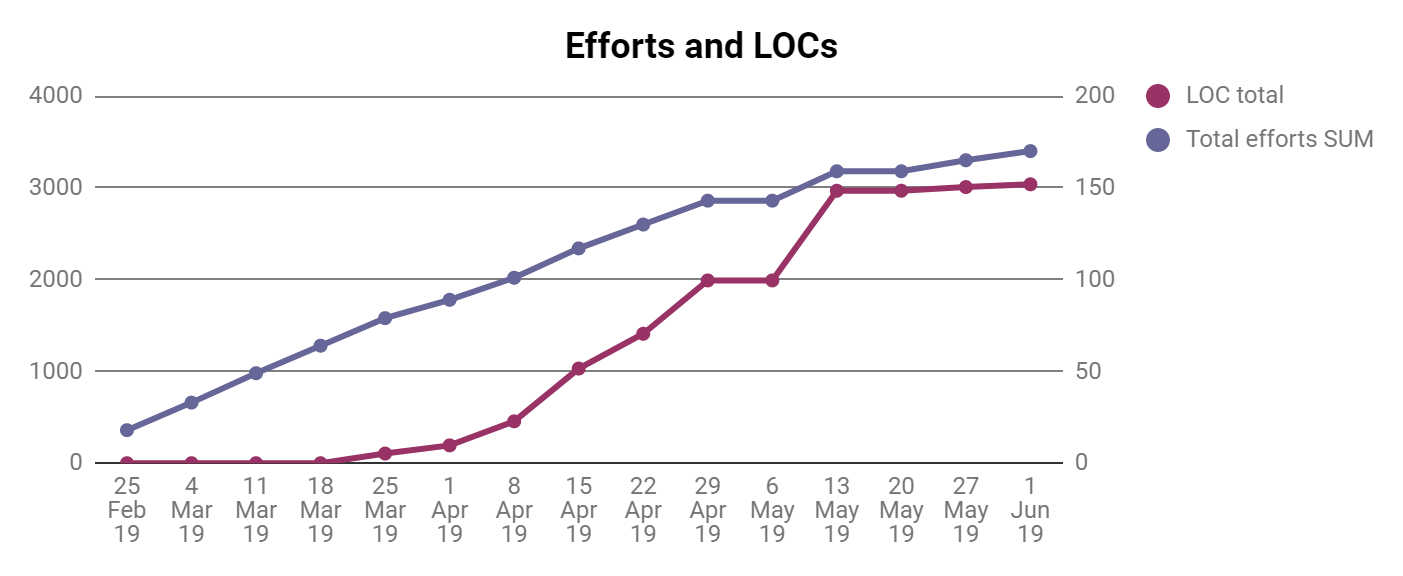 Efforts and LOCs
4000
3000
2000
1000
0
200
150
100
50
0
LOC total
Total efforts SUM
25 Feb 19
4 Mar 19
11 Mar 19
18 Mar 19
25 Mar 19
1 Apr 19
8 Apr 19
15 Apr 19
22 Apr 19
29 Apr 19
6 May 19
13 May 19
20 May 19
27 May 19
1 Jun 19